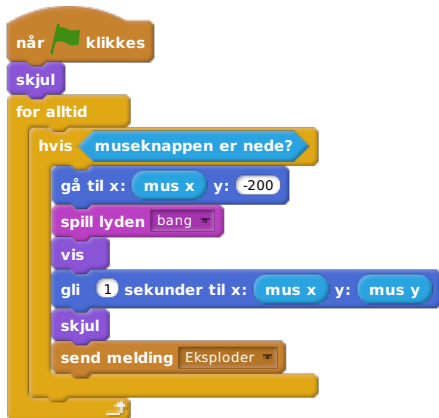 når klikkes
skjul
for alltid
hvis museknappen er nede?
gå til x: mus x y: -200
spill lyden bang
vis
gli 1 sekunder til x: mus x y: mus y
skjul
send melding Eksploder